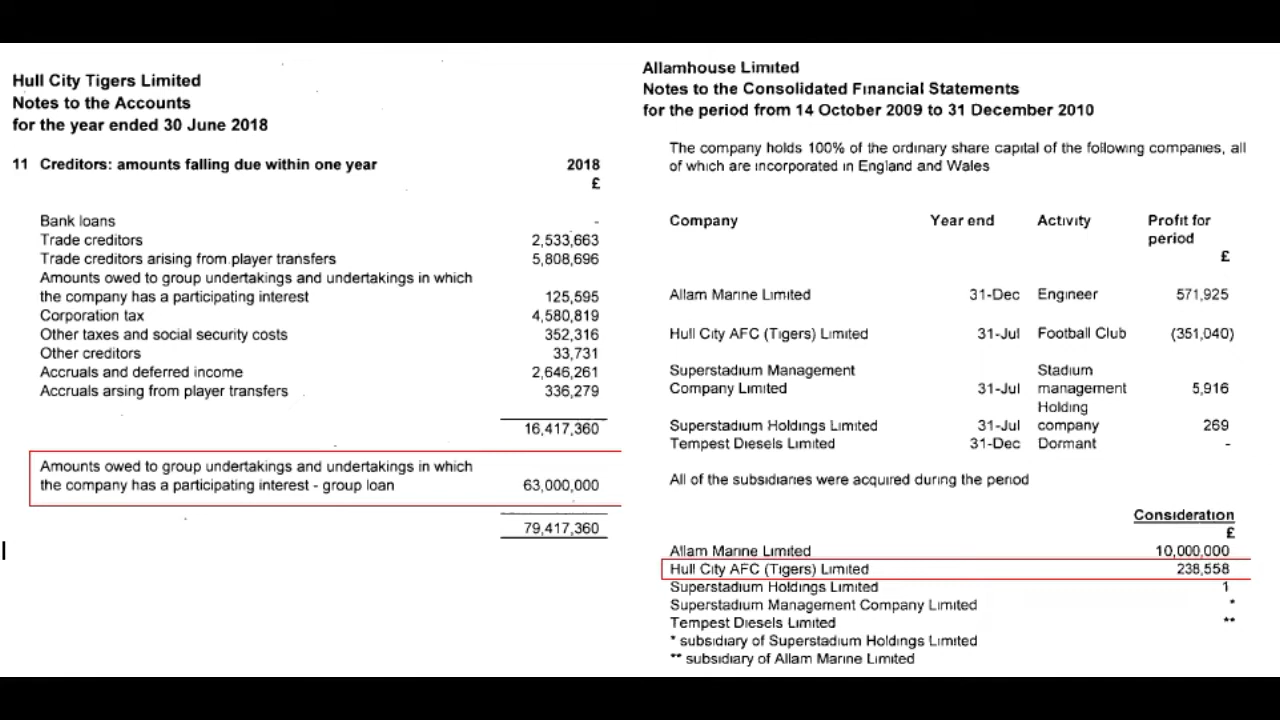 Hull City Tigers Limited
Notes to the Accounts
for the year ended 30 June 2018
11 Creditors: amounts falling due within one year 2018
£
Bank loans -
Trade creditors 2,533,663
Trade creditors arising from player transfers 5,808,696
Amounts owed to group undertakings and undertakings in which
the company has a participating interest 125,595
Corporation tax 4,580,819
Other taxes and social security costs 352,316
Other creditors 33,731
Accruals and deferred income 2,646,261
Accruals arsing from player transfers 336,279
16,417,360
Amounts owed to group undertakings and undertakings in which
the company has a participating interest - group loan 63,000,000
79,417,360
Allamhouse Limited
Notes to the Consolidated Financial Statements
for the period from 14 October 2009 to 31 December 2010
The company holds 100% of the ordinary share capital of the following companies, all
of which are incorporated in England and Wales
Company Year end Activity Profit for
period
£
Allam Marine Limited 31-Dec Engineer 571,925
Hull City AFC (Tigers) Limited 31-Jul Football Club (351,040)
Superstadium Management Stadium
Company Limited 31-Jul management 5,916
Holding
Superstadium Holdings Limited 31-Jul company 269
Tempest Diesels Limited 31-Dec Dormant -
All of the subsidiaries were acquired during the period
Consideration
£
Allam Marine Limited 10,000,000
Hull City AFC (Tigers) Limited 238,558
Superstadium Holdings Limited 1
Superstadium Management Company Limited *
Tempest Diesels Limited **
* subsidiary of Superstadium Holdings Limited
** subsidiary of Allam Marine Limited